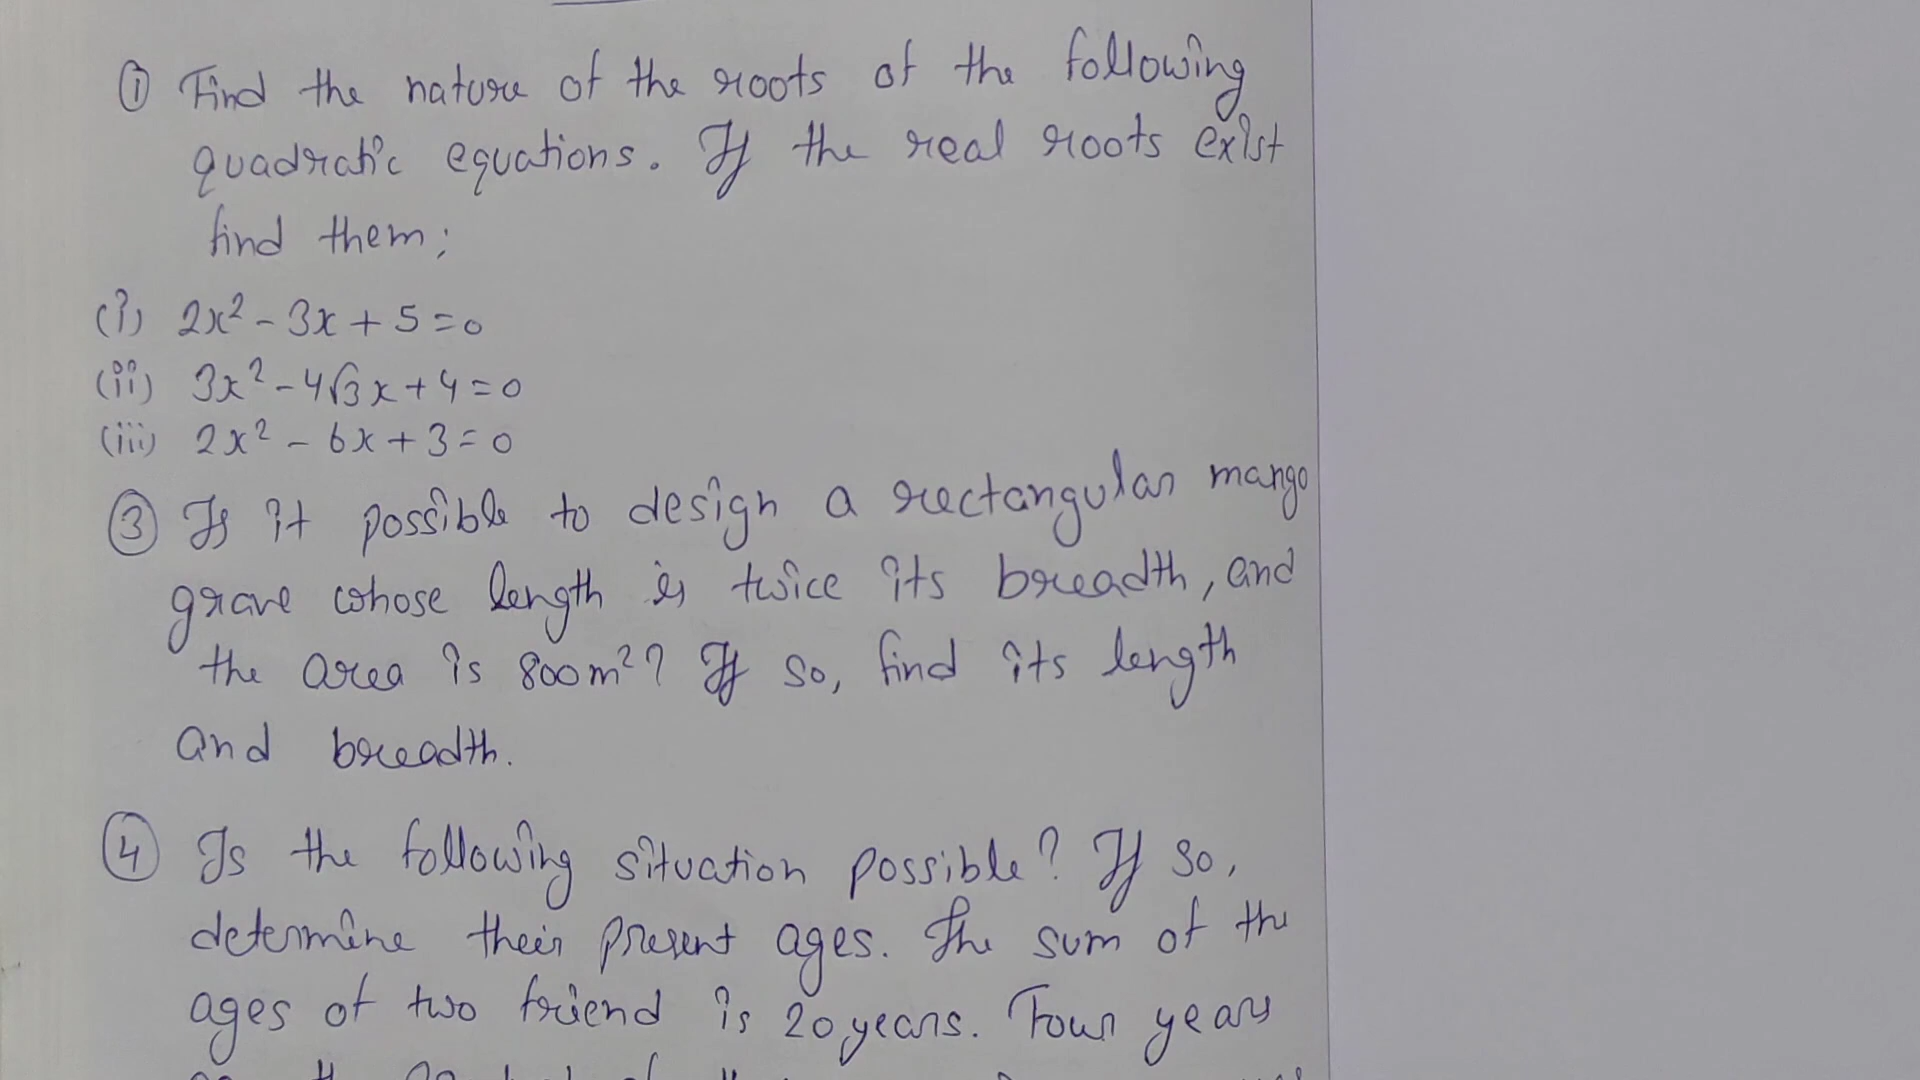 ① Find the nature of the roots of the following
quadratic equations. If the real roots exist
find them;
(i) 2x² - 3x + 5 = 0
(ii) 3x² - 4√3x + 4 = 0
(iii) 2x² - 6x + 3 = 0
③ Is it possible to design a rectangular mango
grave whose length is twice its breadth, and
the area is 800m²? If so, find its length
and breadth.
④ Is the following situation possible? If so,
determine their present ages. The sum of the
ages of two friend is 20 years. Four years